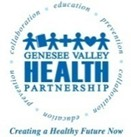 collaboration • education • prevention • collaboration • education • prevention •
GENESEE VALLEY
HEALTH
PARTNERSHIP
Creating a Healthy Future Now